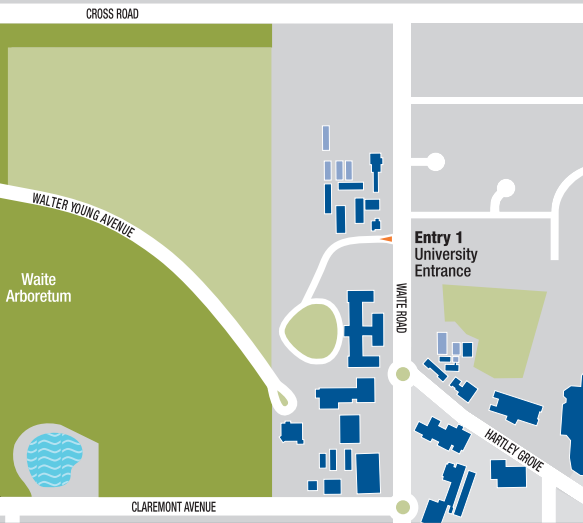 CROSS ROAD
WALTER YOUNG AVENUE
Waite
Arboretum
Entry 1
University
Entrance
WAITE ROAD
HARTLEY GROVE
CLAREMONT AVENUE